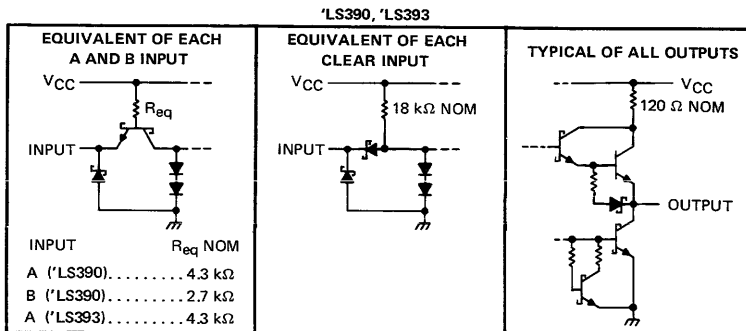 'LS390, 'LS393
EQUIVALENT OF EACH
A AND B INPUT
VCC
Req
INPUT
INPUT Req NOM
A ('LS390)......... 4.3 kΩ
B ('LS390)......... 2.7 kΩ
A ('LS393)......... 4.3 kΩ
EQUIVALENT OF EACH
CLEAR INPUT
VCC
18 kΩ NOM
INPUT
TYPICAL OF ALL OUTPUTS
VCC
120 Ω NOM
OUTPUT